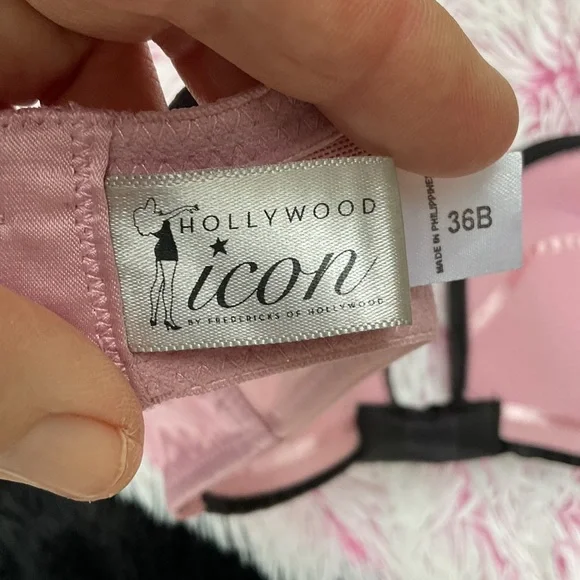 HOLLYWOOD
icon
BY FREDERICKS OF HOLLYWOOD
MADE IN PHILIPPINES
36B